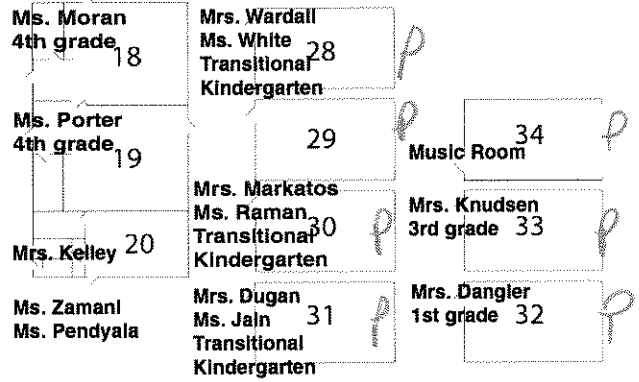 Ms. Moran
4th grade
18
Mrs. Wardall
Ms. White
Transitional
Kindergarten
28
P
Ms. Porter
4th grade
19
29
P
Music Room
34
P
Mrs. Markatos
Ms. Raman
Transitional
Kindergarten
30
P
Mrs. Knudsen
3rd grade
33
P
Mrs. Kelley
20
Ms. Zamani
Ms. Pendyala
Mrs. Dugan
Ms. Jain
Transitional
Kindergarten
31
P
Mrs. Dangler
1st grade
32
P